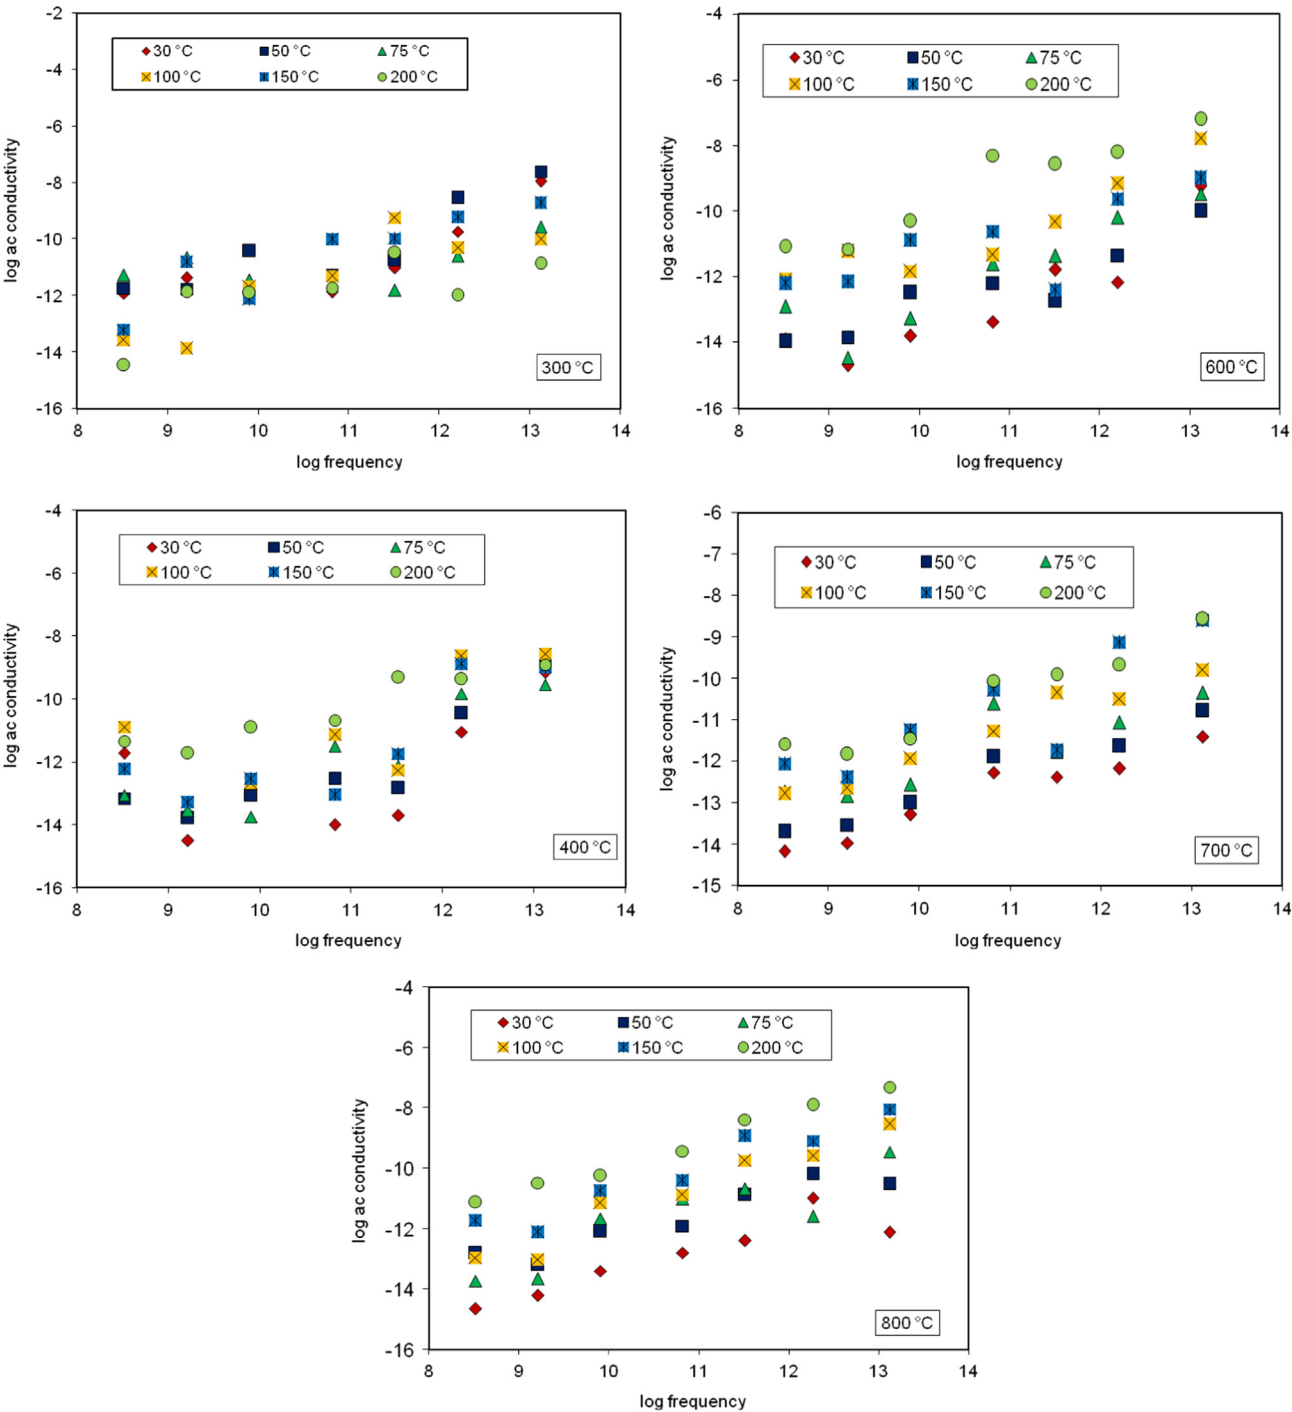 -2
-4
-6
-8
-10
-12
-14
-16
log ac conductivity
30 °C 50 °C 75 °C
100 °C 150 °C 200 °C
300 °C
8 9 10 11 12 13 14
log frequency
-4
-6
-8
-10
-12
-14
-16
log ac conductivity
30 °C 50 °C 75 °C
100 °C 150 °C 200 °C
600 °C
8 9 10 11 12 13 14
log frequency
-4
-6
-8
-10
-12
-14
-16
log ac conductivity
30 °C 50 °C 75 °C
100 °C 150 °C 200 °C
400 °C
8 9 10 11 12 13 14
log frequency
-6
-7
-8
-9
-10
-11
-12
-13
-14
-15
log ac conductivity
30 °C 50 °C 75 °C
100 °C 150 °C 200 °C
700 °C
8 9 10 11 12 13 14
log frequency
-4
-6
-8
-10
-12
-14
-16
log ac conductivity
30 °C 50 °C 75 °C
100 °C 150 °C 200 °C
800 °C
8 9 10 11 12 13 14
log frequency